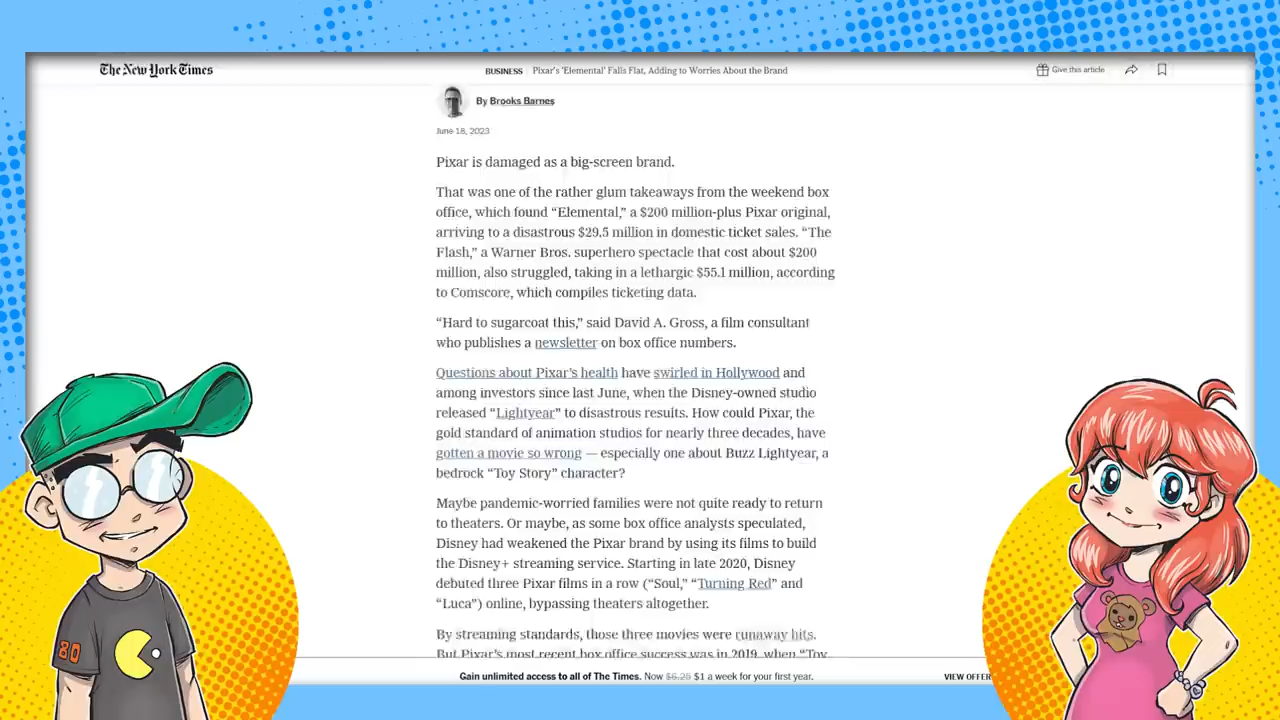 The New York Times
BUSINESS | Pixar's 'Elemental' Falls Flat, Adding to Worries About the Brand
Give this article
By Brooks Barnes
June 18, 2023
Pixar is damaged as a big-screen brand.
That was one of the rather glum takeaways from the weekend box
office, which found “Elemental,” a $200 million-plus Pixar original,
arriving to a disastrous $29.5 million in domestic ticket sales. “The
Flash,” a Warner Bros. superhero spectacle that cost about $200
million, also struggled, taking in a lethargic $55.1 million, according
to Comscore, which compiles ticketing data.
“Hard to sugarcoat this,” said David A. Gross, a film consultant
who publishes a newsletter on box office numbers.
Questions about Pixar’s health have swirled in Hollywood and
among investors since last June, when the Disney-owned studio
released “Lightyear” to disastrous results. How could Pixar, the
gold standard of animation studios for nearly three decades, have
gotten a movie so wrong — especially one about Buzz Lightyear, a
bedrock “Toy Story” character?
Maybe pandemic-worried families were not quite ready to return
to theaters. Or maybe, as some box office analysts speculated,
Disney had weakened the Pixar brand by using its films to build
the Disney+ streaming service. Starting in late 2020, Disney
debuted three Pixar films in a row (“Soul,” “Turning Red” and
“Luca”) online, bypassing theaters altogether.
By streaming standards, those three movies were runaway hits.
But Pixar’s most recent box office success was in 2019, when “Toy
Gain unlimited access to all of The Times. Now $6.25 $1 a week for your first year.
VIEW OFFER
80